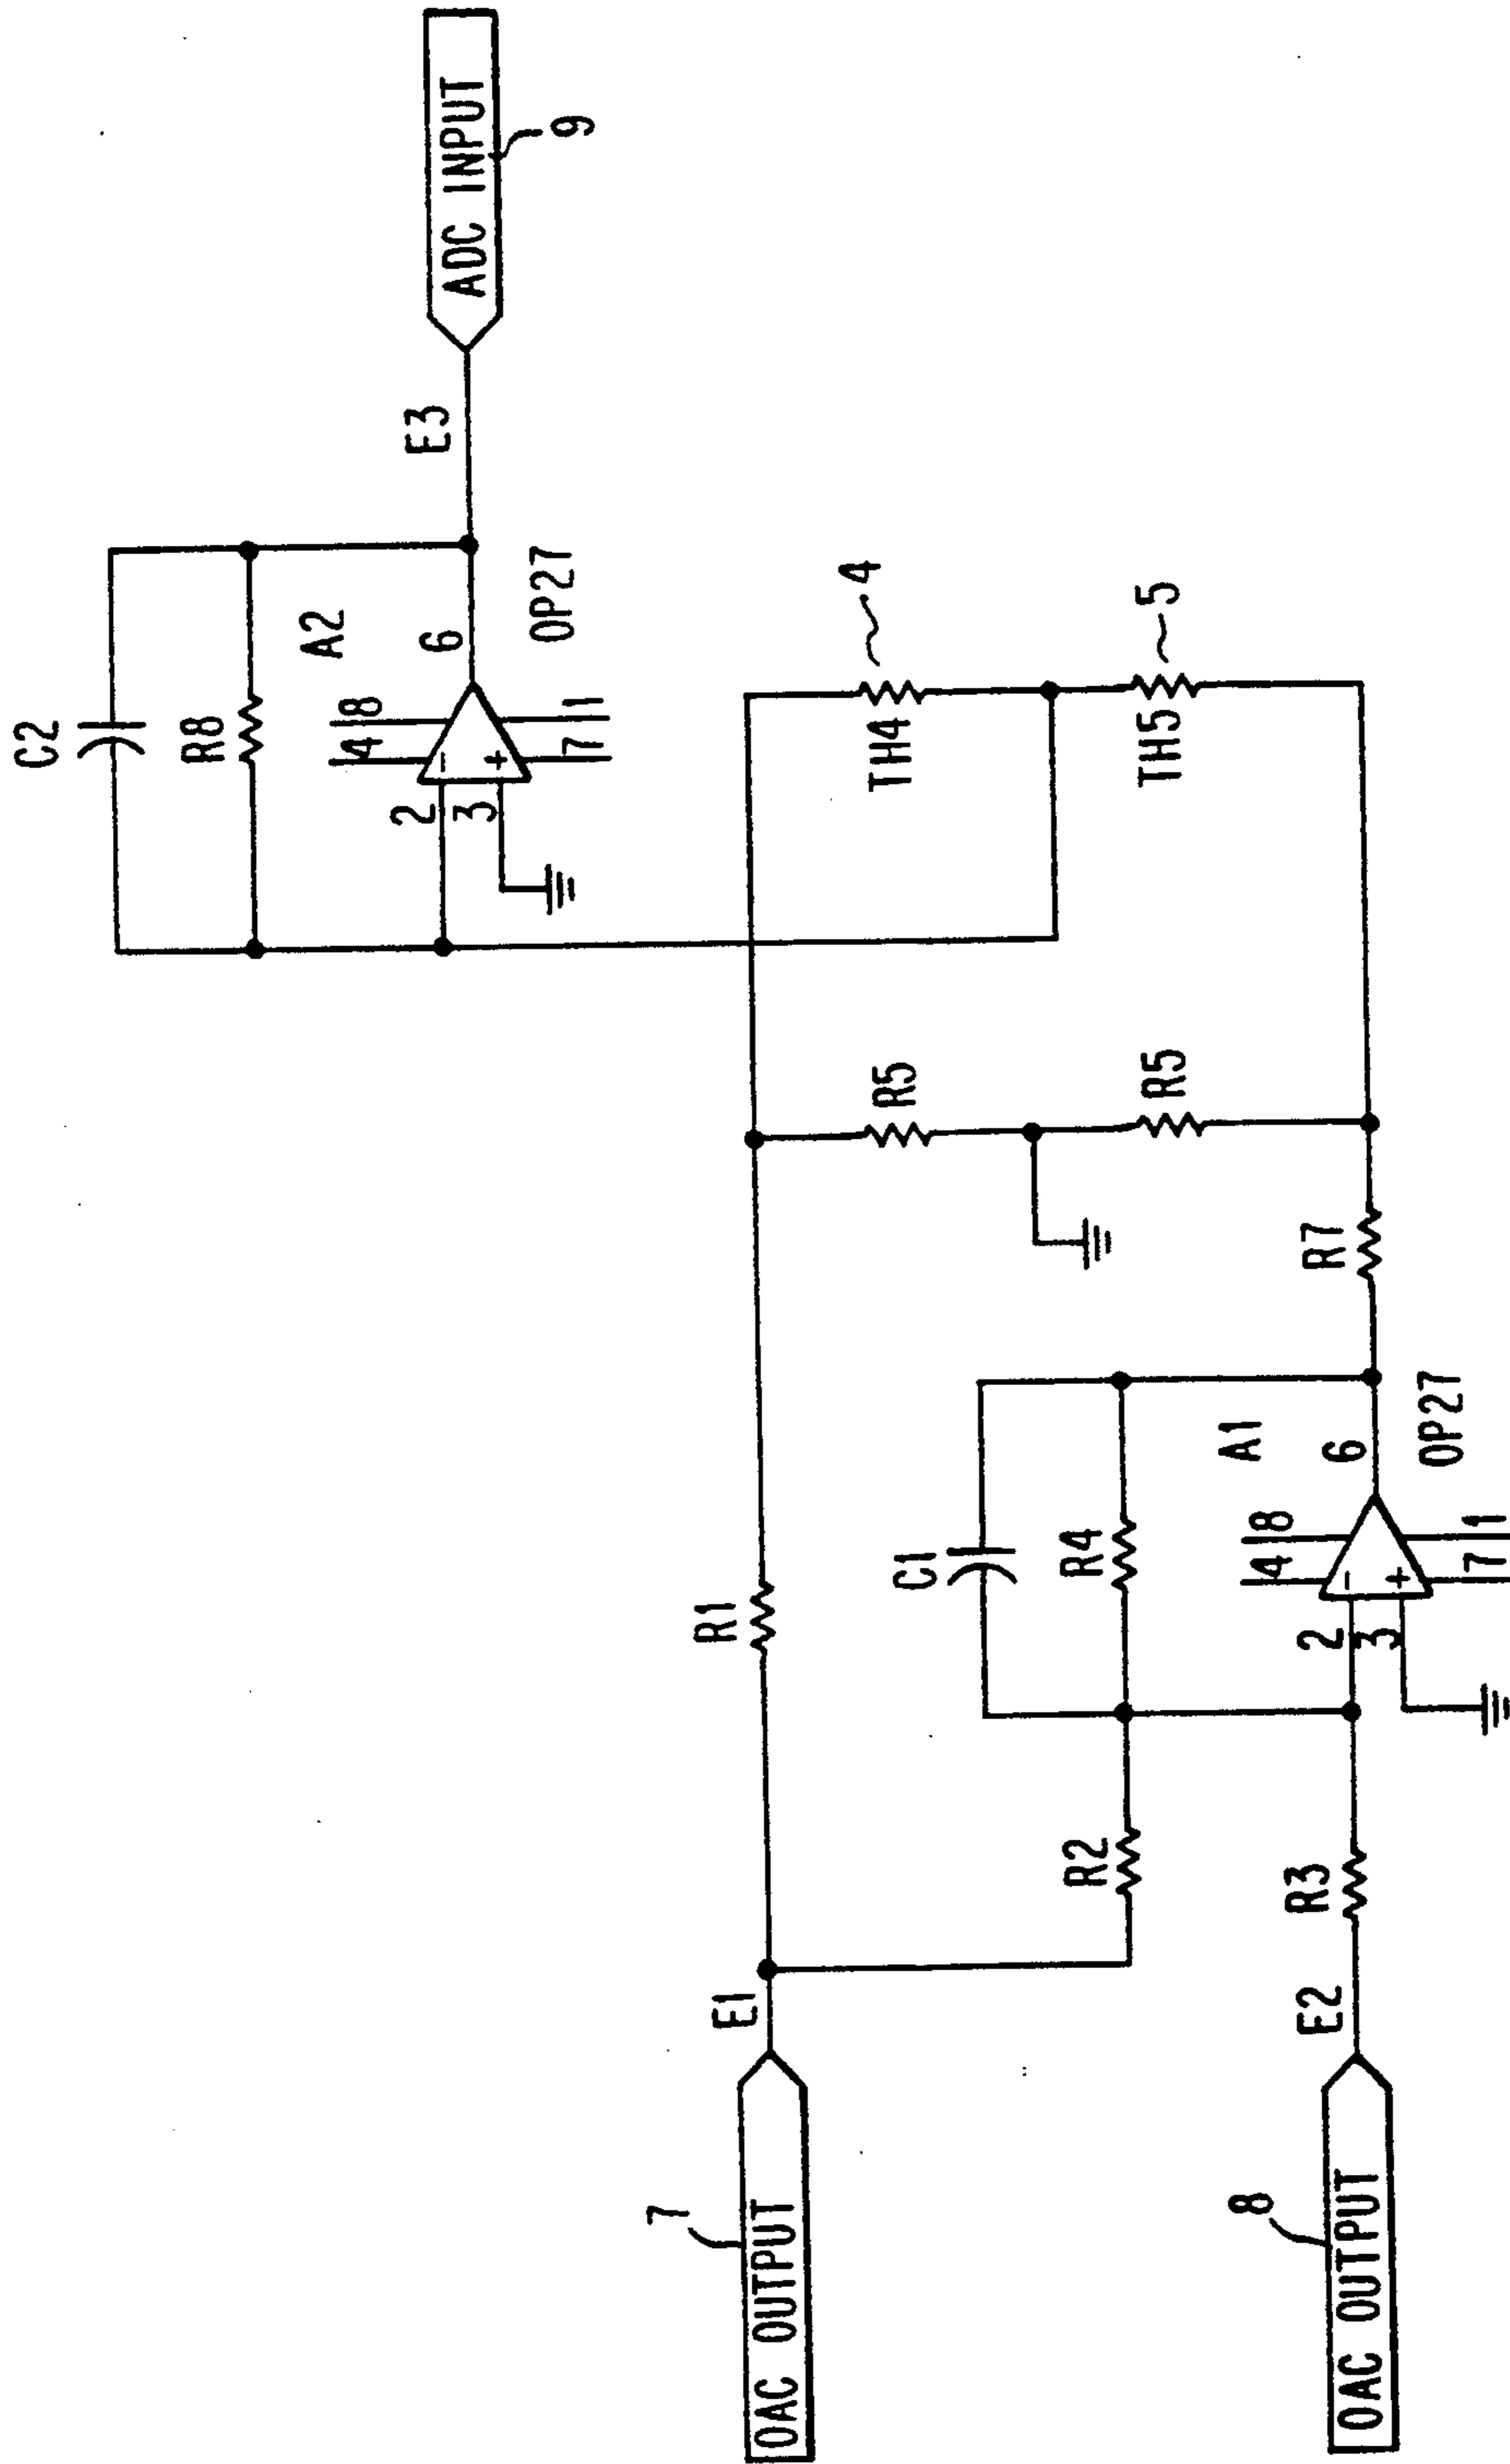 C2
R8
A2
4 8
2
6
3
7 1
OP27
E3
ADC INPUT
9
4
TH4
TH5
5
R5
R5
R1
E1
7
OAC OUTPUT
C1
R4
R2
A1
4 8
2
6
3
7 1
OP27
R7
R3
E2
8
OAC OUTPUT